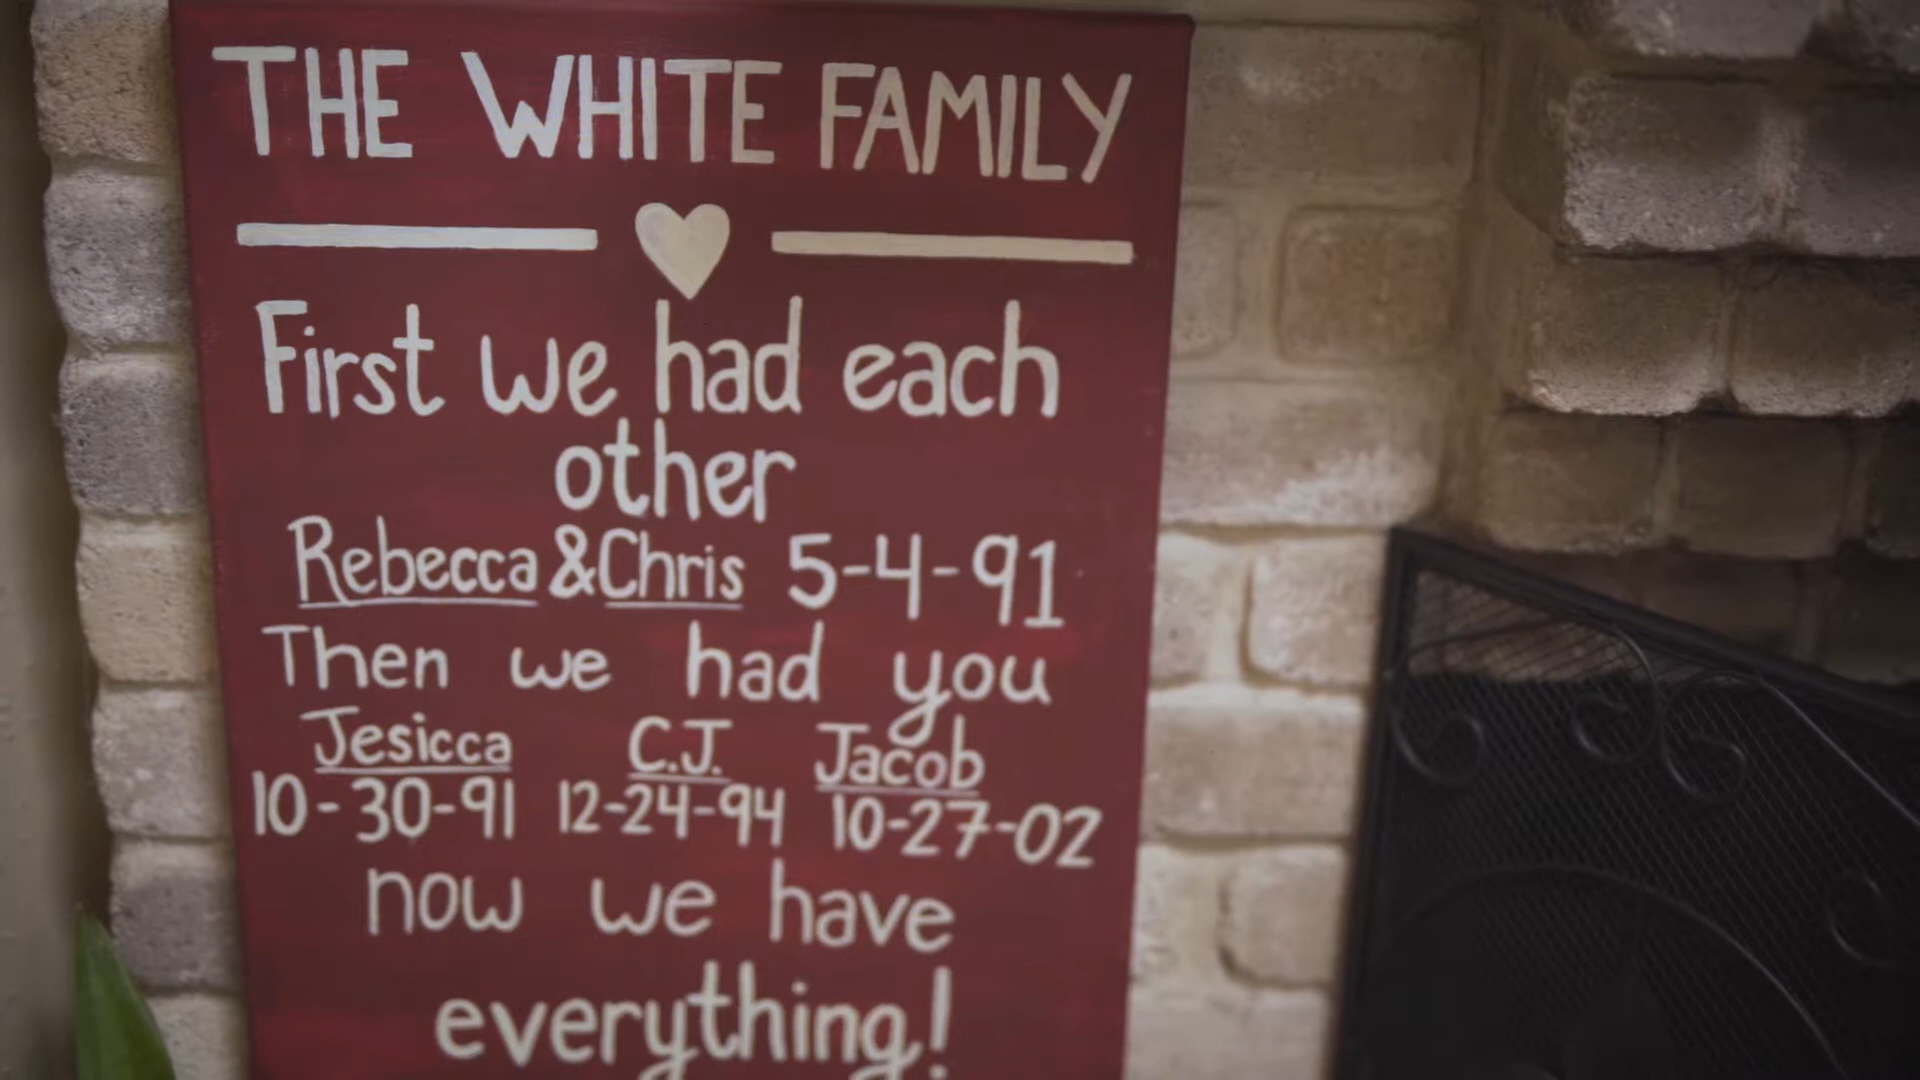 THE WHITE FAMILY
First we had each
other
Rebecca & Chris 5-4-91
Then we had you
Jesicca C.J. Jacob
10-30-91 12-24-94 10-27-02
now we have
everything!